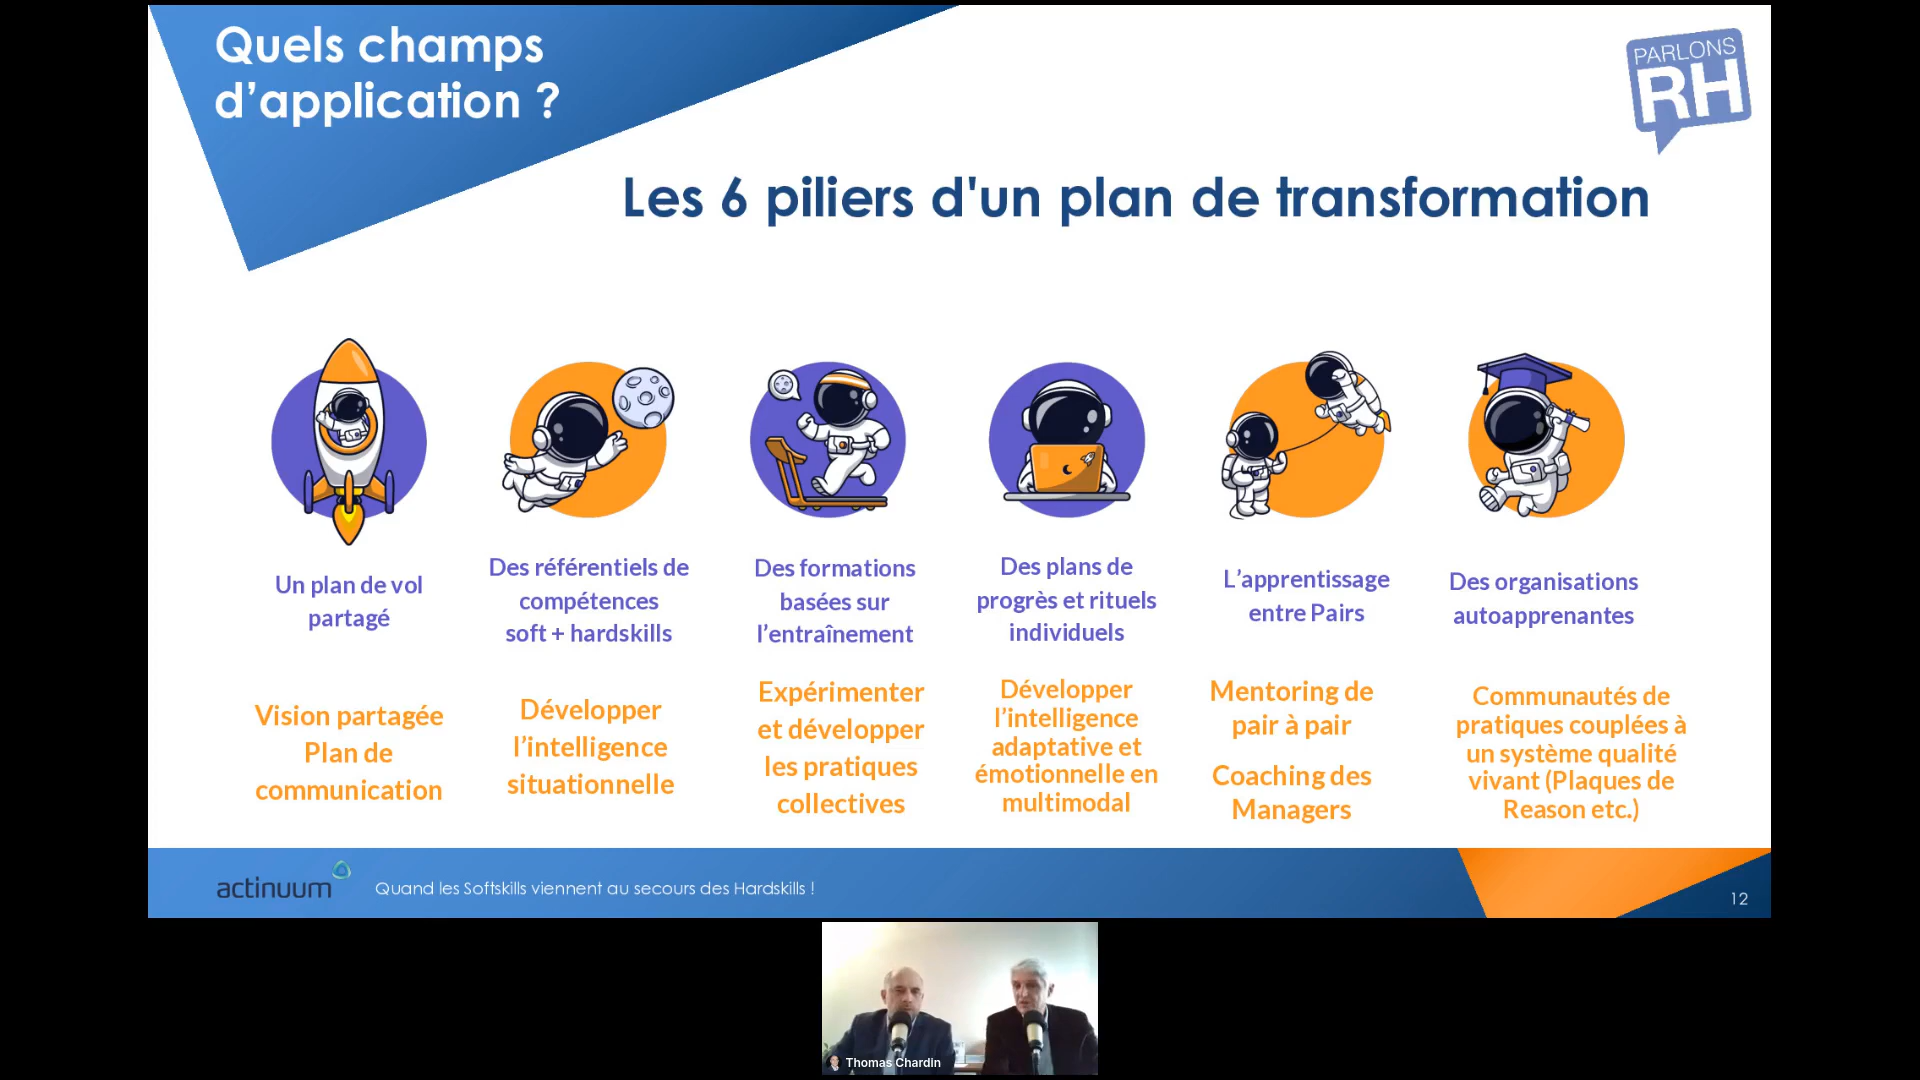 Quels champs
d’application ?
PARLONS
RH
Les 6 piliers d'un plan de transformation
Un plan de vol
partagé
Des référentiels de
compétences
soft + hardskills
Des formations
basées sur
l’entraînement
Des plans de
progrès et rituels
individuels
L’apprentissage
entre Pairs
Des organisations
autoapprenantes
Vision partagée
Plan de
communication
Développer
l’intelligence
situationnelle
Expérimenter
et développer
les pratiques
collectives
Développer
l’intelligence
adaptative et
émotionnelle en
multimodal
Mentoring de
pair à pair
Coaching des
Managers
Communautés de
pratiques couplées à
un système qualité
vivant (Plaques de
Reason etc.)
actinuum
Quand les Softskills viennent au secours des Hardskills !
12
Thomas Chardin